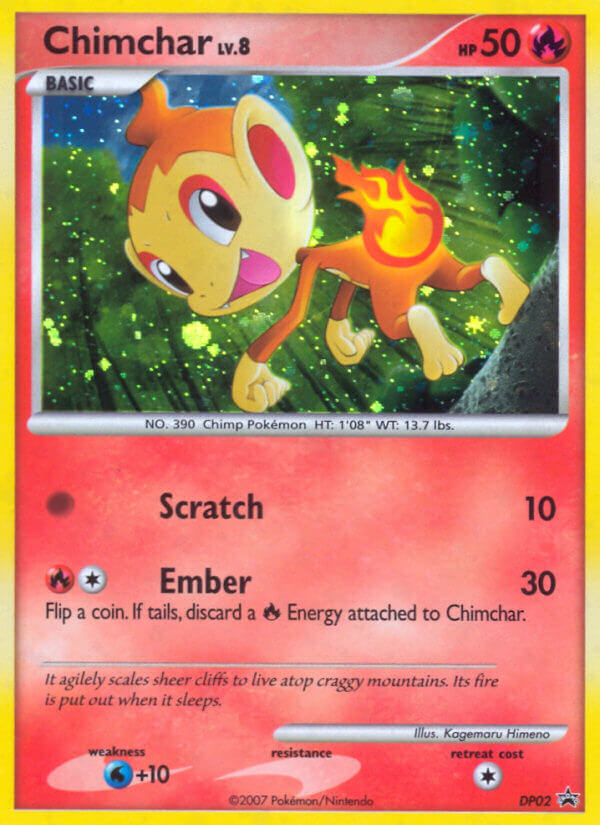 Chimchar LV.8 HP 50
BASIC
NO. 390 Chimp Pokémon HT: 1'08" WT: 13.7 lbs.
Scratch 10
Ember 30
Flip a coin. If tails, discard a Energy attached to Chimchar.
It agilely scales sheer cliffs to live atop craggy mountains. Its fire
is put out when it sleeps.
Illus. Kagemaru Himeno
weakness resistance retreat cost
+10
©2007 Pokémon/Nintendo DP02